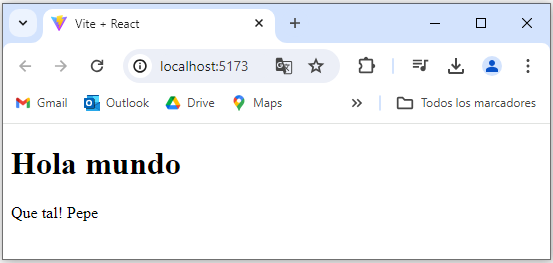 Vite + React
localhost:5173
Gmail Outlook Drive Maps Todos los marcadores
Hola mundo
Que tal! Pepe